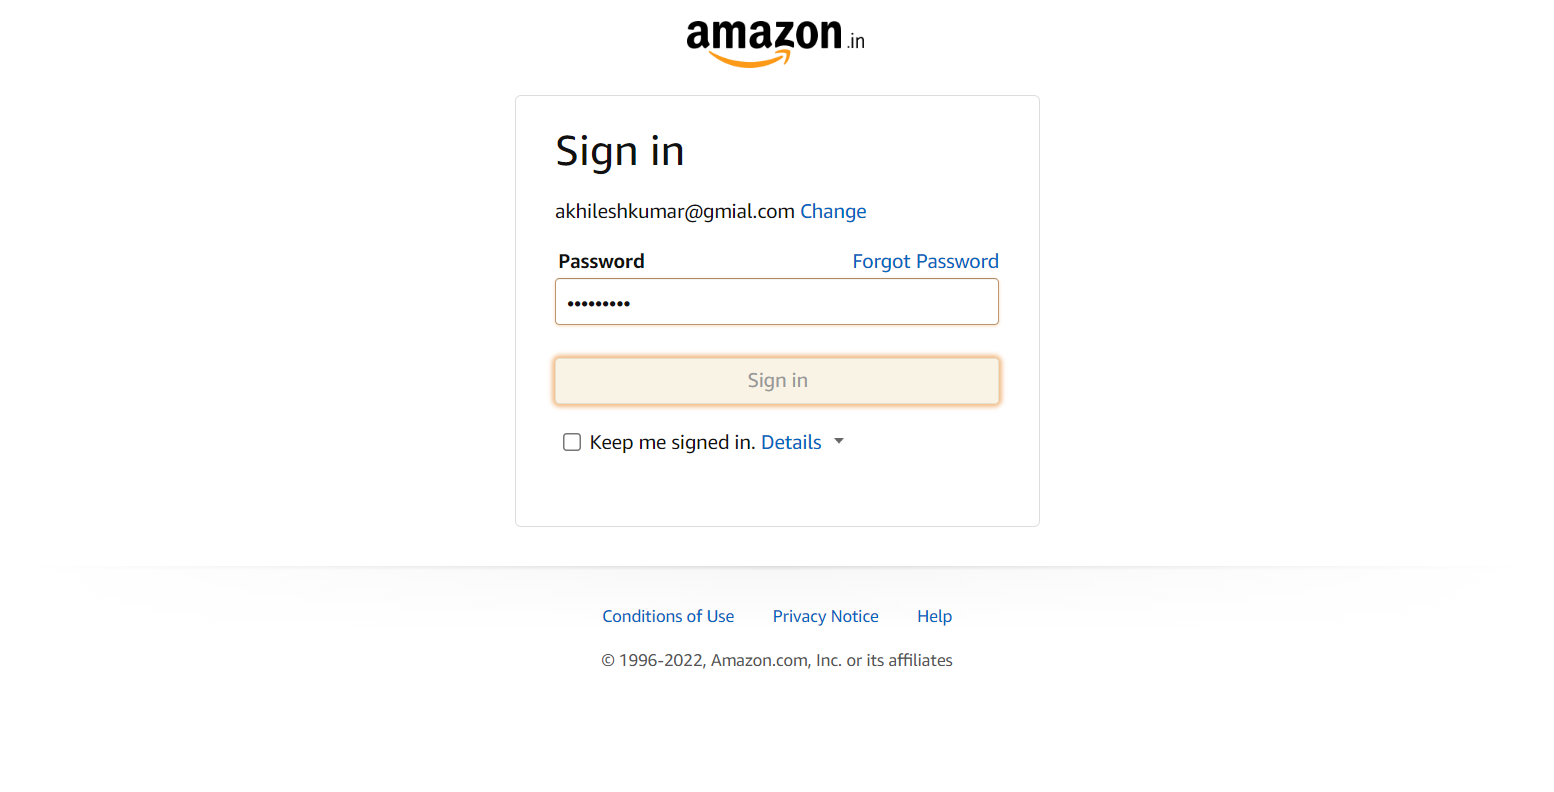 amazon.in
Sign in
akhileshkumar@gmial.com Change
Password Forgot Password
•••••••••
Sign in
Keep me signed in. Details
Conditions of Use Privacy Notice Help
© 1996-2022, Amazon.com, Inc. or its affiliates